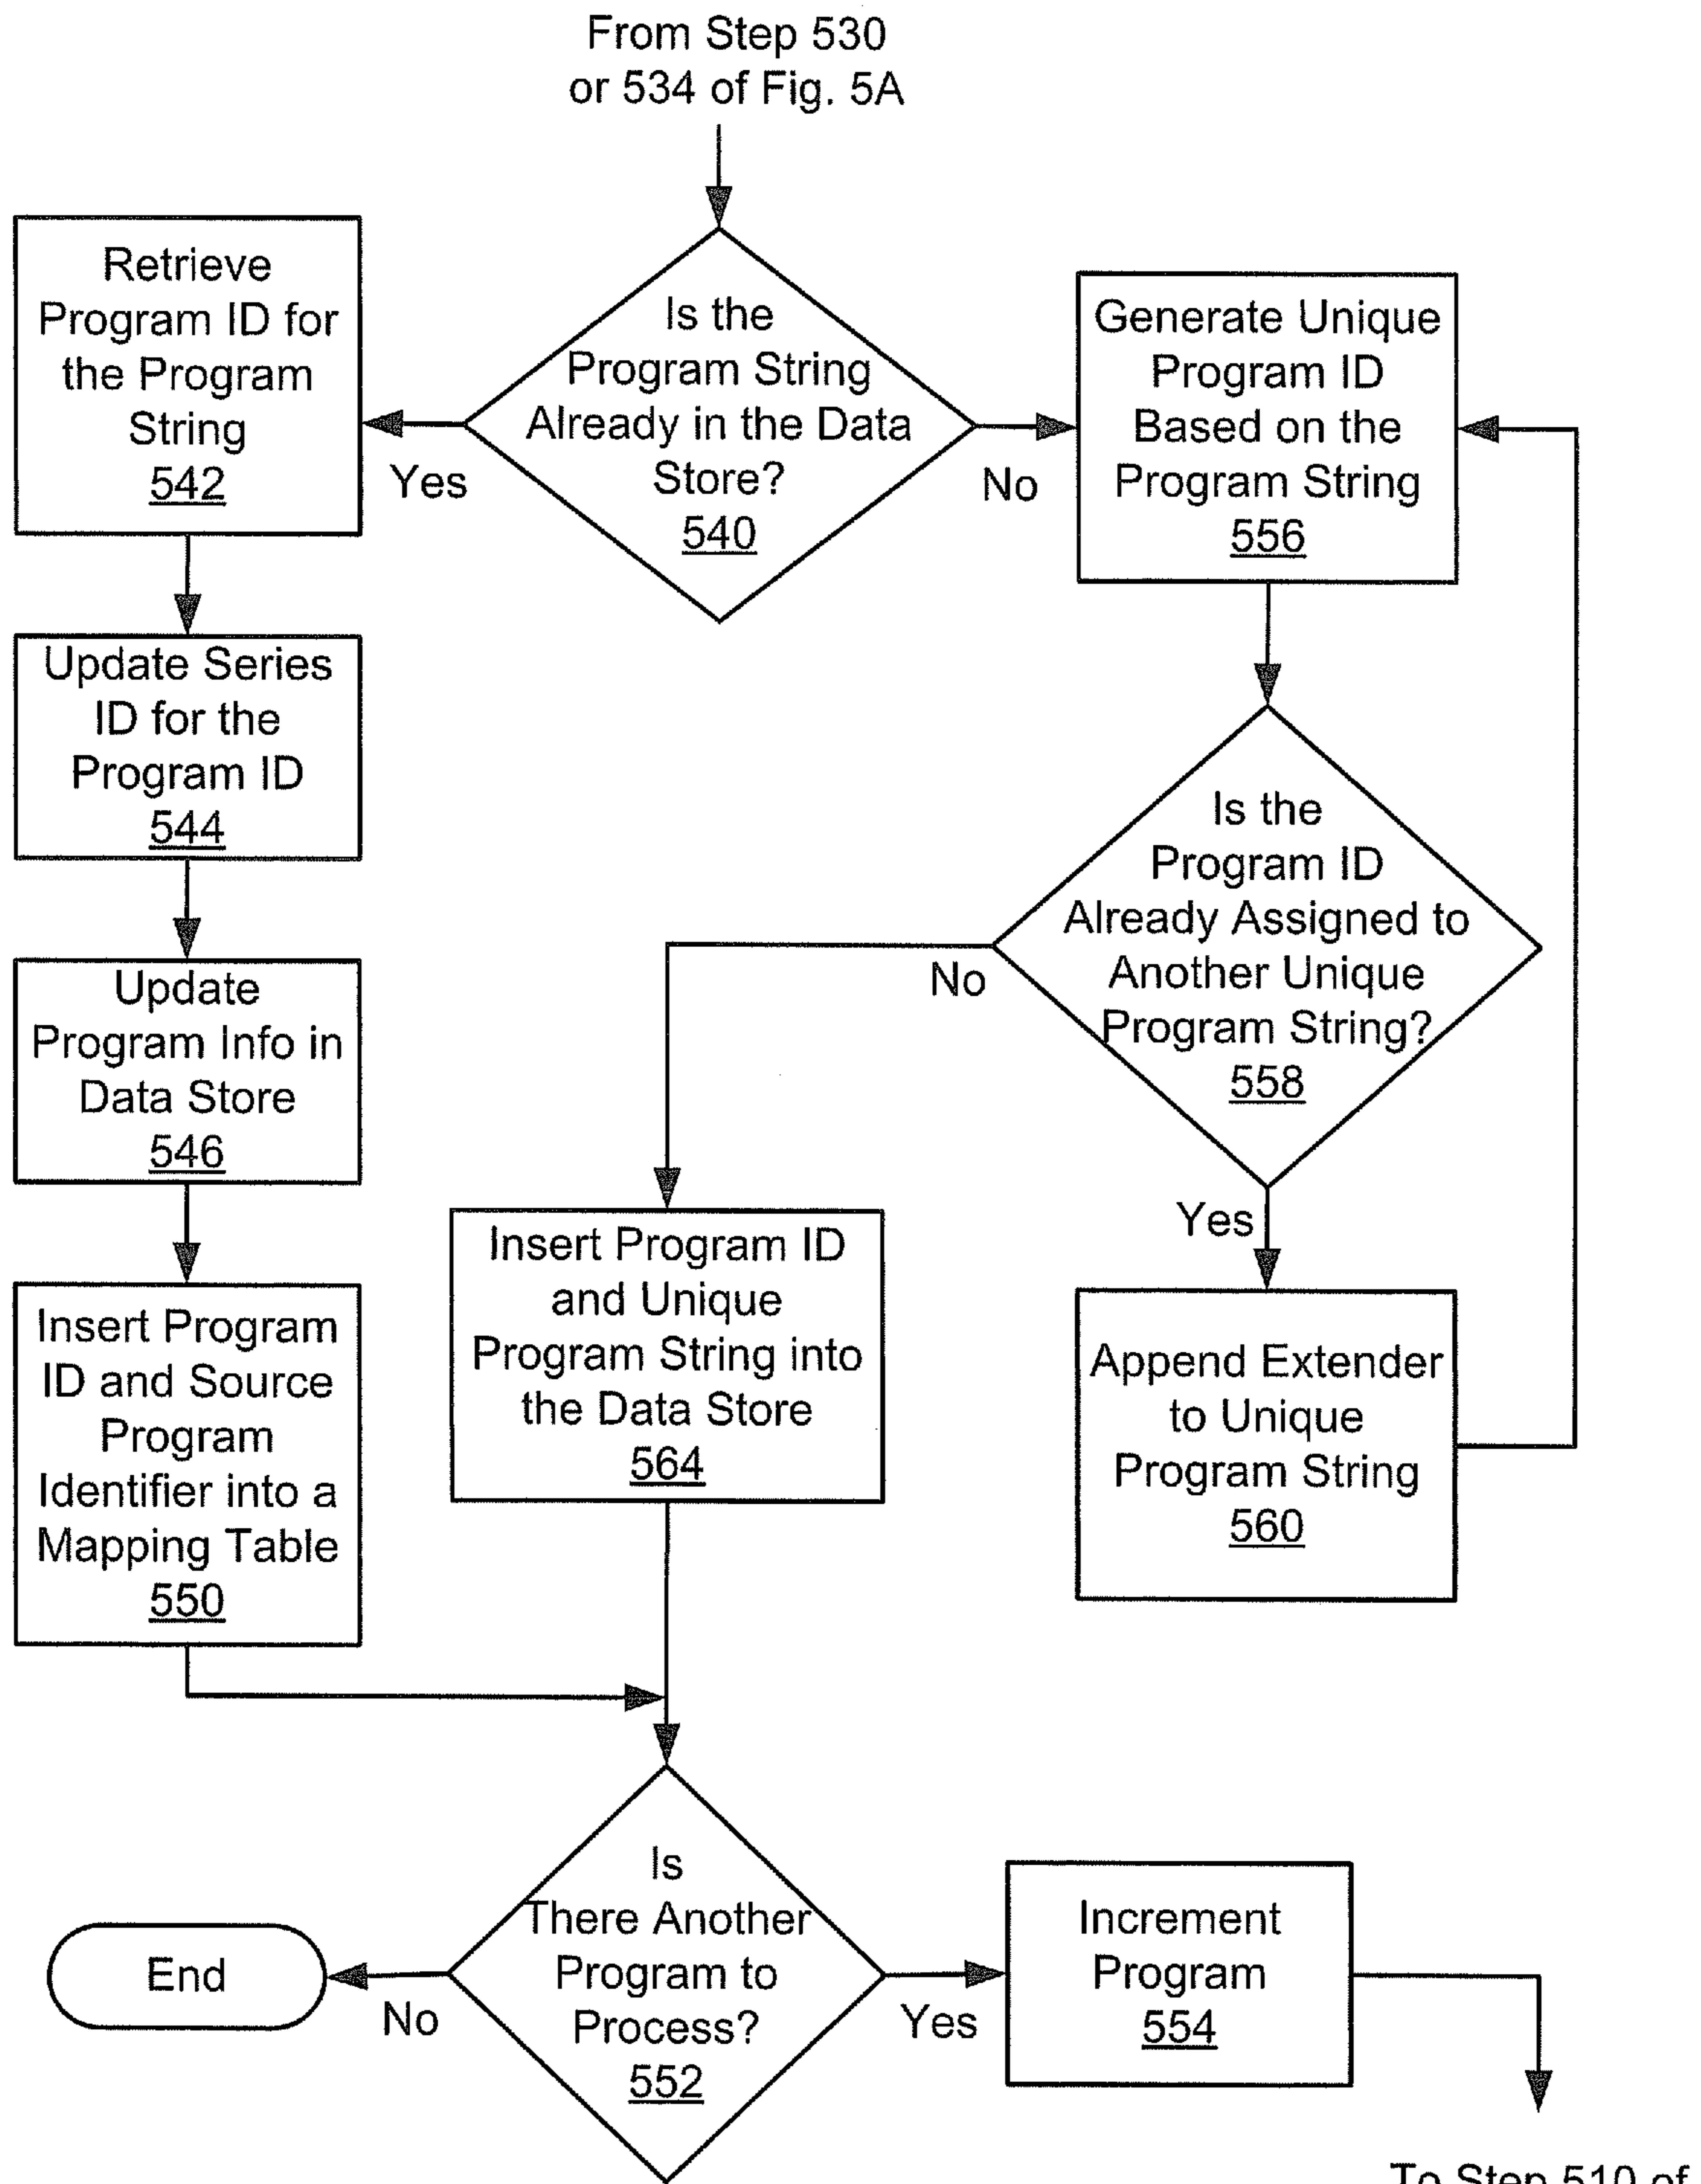 From Step 530
or 534 of Fig. 5A
Retrieve
Program ID for
the Program
String
542
Is the
Program String
Already in the Data
Store?
540
Yes
No
Generate Unique
Program ID
Based on the
Program String
556
Update Series
ID for the
Program ID
544
Is the
Program ID
Already Assigned to
Another Unique
Program String?
558
No
Yes
Update
Program Info in
Data Store
546
Insert Program ID
and Unique
Program String into
the Data Store
564
Append Extender
to Unique
Program String
560
Insert Program
ID and Source
Program
Identifier into a
Mapping Table
550
Is
There Another
Program to
Process?
552
End
No
Yes
Increment
Program
554
To Step 510 of